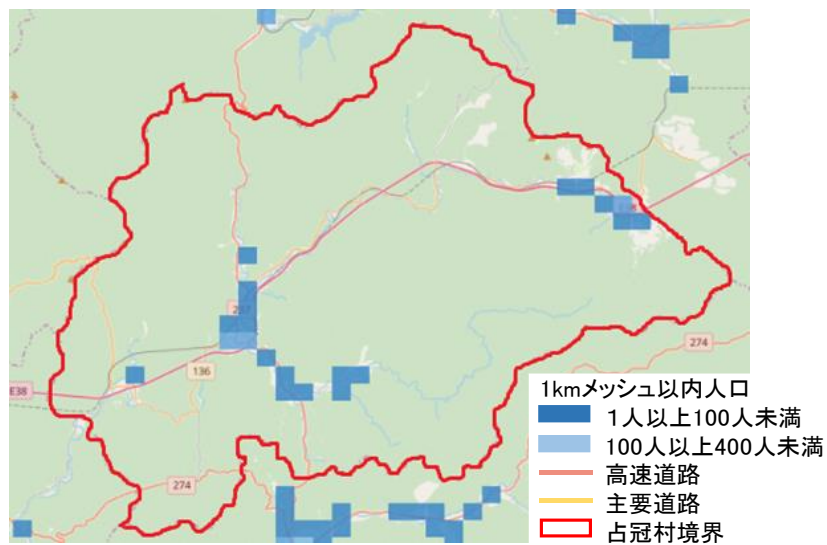 274
136
E38
274
1kmメッシュ以内人口
1人以上100人未満
100人以上400人未満
高速道路
主要道路
占冠村境界